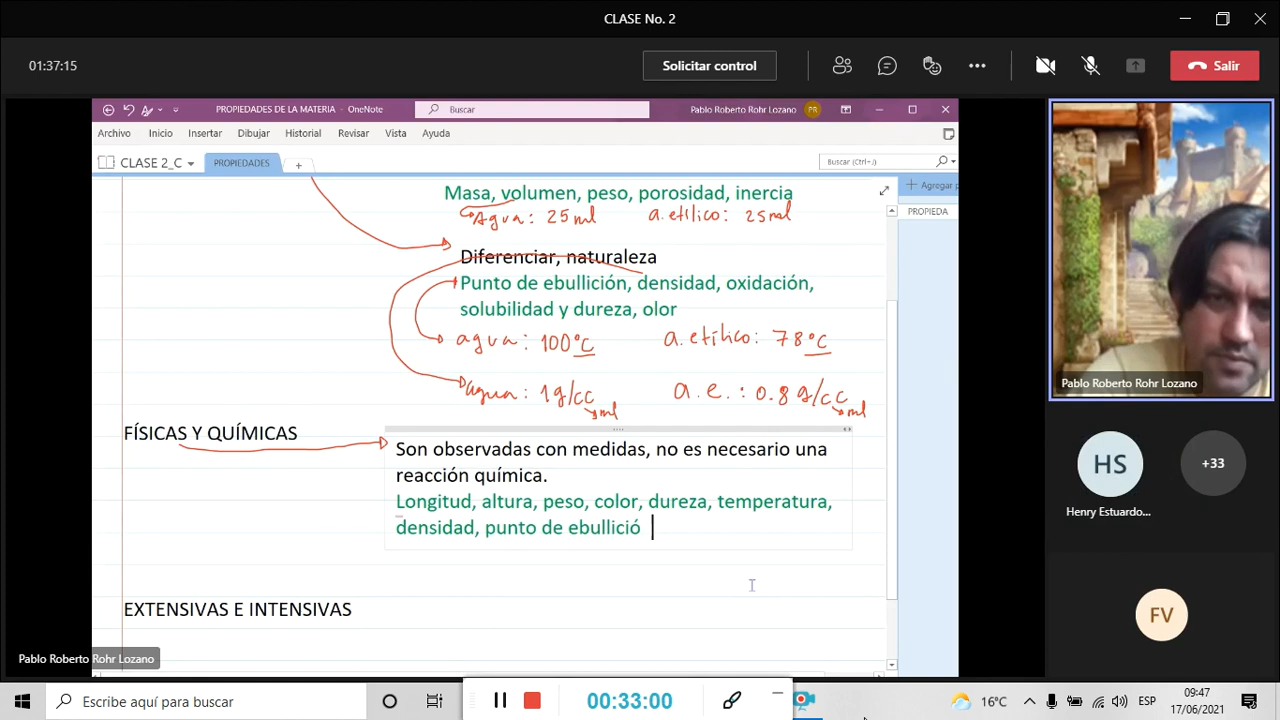 CLASE No. 2
01:37:15
Solicitar control
Salir
PROPIEDADES DE LA MATERIA - OneNote
Buscar
Pablo Roberto Rohr Lozano
PR
Archivo Inicio Insertar Dibujar Historial Revisar Vista Ayuda
CLASE 2_C
PROPIEDADES
+
Buscar (Ctrl+/)
+ Agregar p
PROPIEDA
Masa, volumen, peso, porosidad, inercia
Agua: 25 ml a. etílico: 25 ml
Diferenciar, naturaleza
Punto de ebullición, densidad, oxidación,
solubilidad y dureza, olor
agua: 100°C a. etílico: 78°C
agua: 1g/cc a.e.: 0.8 g/cc
ml ml
FÍSICAS Y QUÍMICAS
Son observadas con medidas, no es necesario una
reacción química.
Longitud, altura, peso, color, dureza, temperatura,
densidad, punto de ebullició
EXTENSIVAS E INTENSIVAS
Pablo Roberto Rohr Lozano
Pablo Roberto Rohr Lozano
HS
+33
Henry Estuardo...
FV
Escribe aquí para buscar
00:33:00
16°C
ESP
09:47
17/06/2021